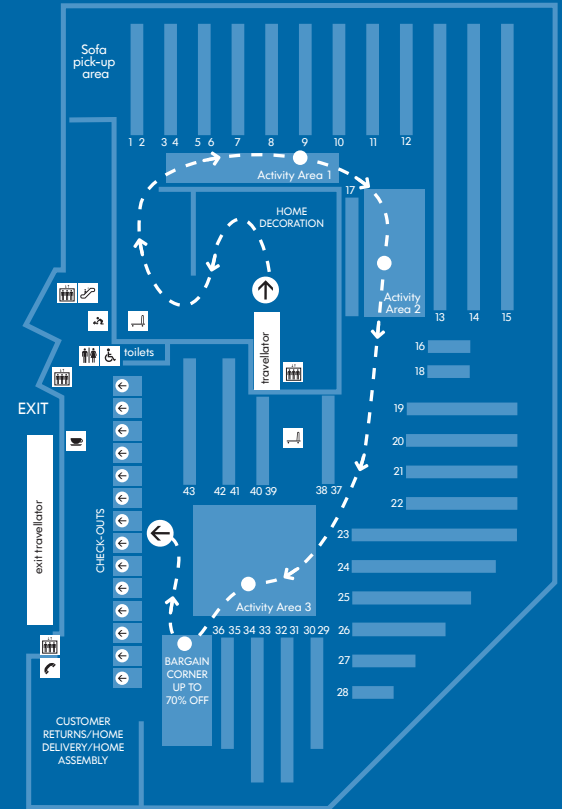 Sofa
pick-up
area
1 2 3 4 5 6 7 8 9 10 11 12
Activity Area 1
17
HOME
DECORATION
Activity
Area 2
13 14 15
travellator
toilets
16
18
EXIT
19
20
21
22
43 42 41 40 39 38 37
exit travellator
CHECK-OUTS
23
24
25
26
27
28
Activity Area 3
36 35 34 33 32 31 30 29
BARGAIN
CORNER
UP TO
70% OFF
CUSTOMER
RETURNS/HOME
DELIVERY/HOME
ASSEMBLY